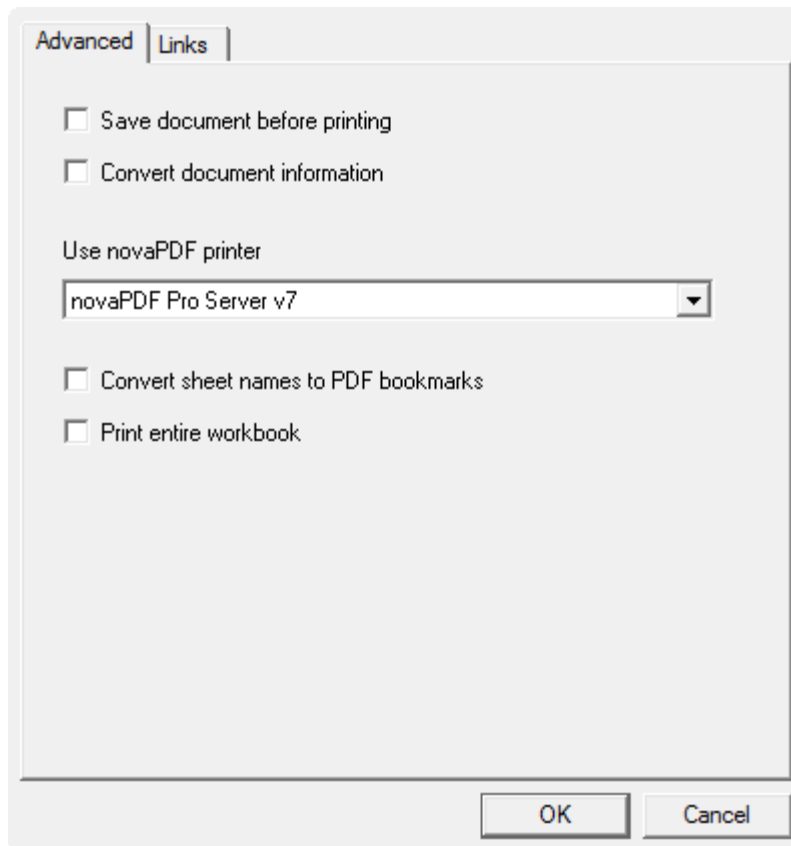 Advanced
Links
Save document before printing
Convert document information
Use novaPDF printer
novaPDF Pro Server v7
Convert sheet names to PDF bookmarks
Print entire workbook
OK
Cancel